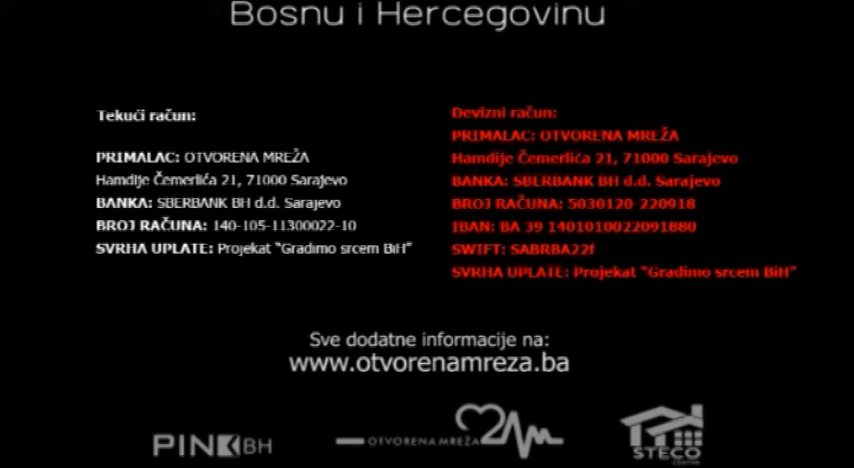 Bosnu i Hercegovinu
Tekući račun:
PRIMALAC: OTVORENA MREŽA
Hamdije Čemerlića 21, 71000 Sarajevo
BANKA: SBERBANK BH d.d. Sarajevo
BROJ RAČUNA: 140-105-11300022-10
SVRHA UPLATE: Projekat "Gradimo srcem BiH"
Devizni račun:
PRIMALAC: OTVORENA MREŽA
Hamdije Čemerlića 21, 71000 Sarajevo
BANKA: SBERBANK BH d.d. Sarajevo
BROJ RAČUNA: 5030120-220918
IBAN: BA 39 1401010022091880
SWIFT: SABRBA22f
SVRHA UPLATE: Projekat "Gradimo srcem BiH"
Sve dodatne informacije na:
www.otvorenamreza.ba
PINK BH
OTVORENA MREŽA
STECO